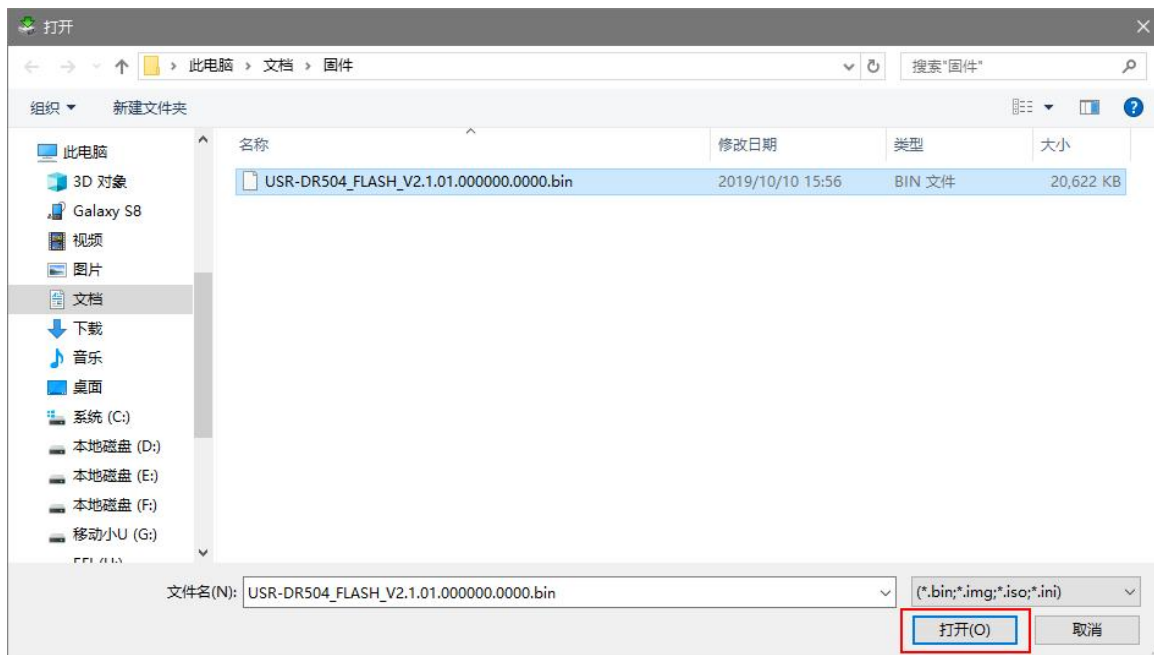 打开
此电脑 › 文档 › 固件
搜索"固件"
组织 新建文件夹
名称 修改日期 类型 大小
USR-DR504_FLASH_V2.1.01.000000.0000.bin 2019/10/10 15:56 BIN 文件 20,622 KB
此电脑
3D 对象
Galaxy S8
视频
图片
文档
下载
音乐
桌面
系统 (C:)
本地磁盘 (D:)
本地磁盘 (E:)
本地磁盘 (F:)
移动小U (G:)
文件名(N): USR-DR504_FLASH_V2.1.01.000000.0000.bin (*.bin;*.img;*.iso;*.ini)
打开(O) 取消